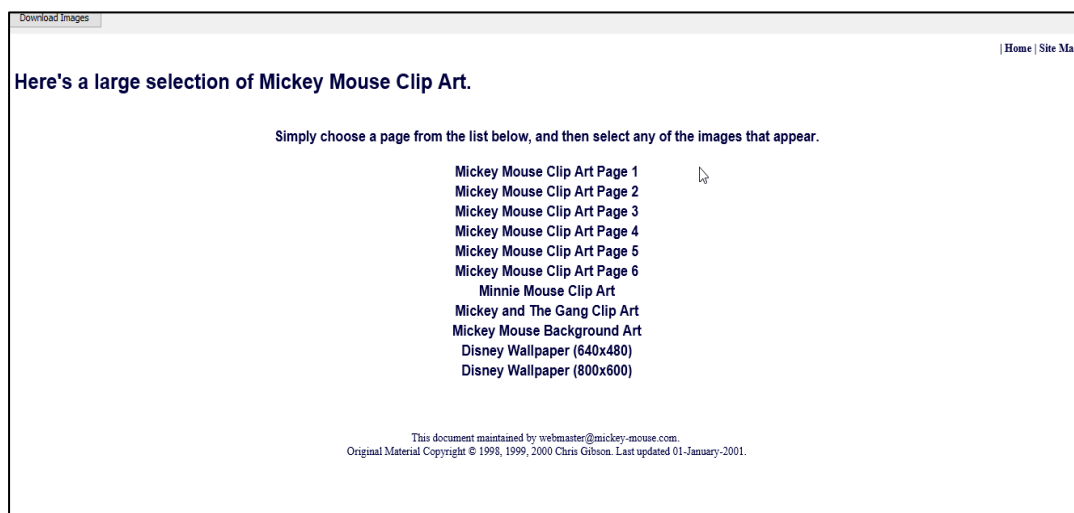 Download Images
| Home | Site Ma
Here's a large selection of Mickey Mouse Clip Art.
Simply choose a page from the list below, and then select any of the images that appear.
Mickey Mouse Clip Art Page 1
Mickey Mouse Clip Art Page 2
Mickey Mouse Clip Art Page 3
Mickey Mouse Clip Art Page 4
Mickey Mouse Clip Art Page 5
Mickey Mouse Clip Art Page 6
Minnie Mouse Clip Art
Mickey and The Gang Clip Art
Mickey Mouse Background Art
Disney Wallpaper (640x480)
Disney Wallpaper (800x600)
This document maintained by webmaster@mickey-mouse.com.
Original Material Copyright © 1998, 1999, 2000 Chris Gibson. Last updated 01-January-2001.